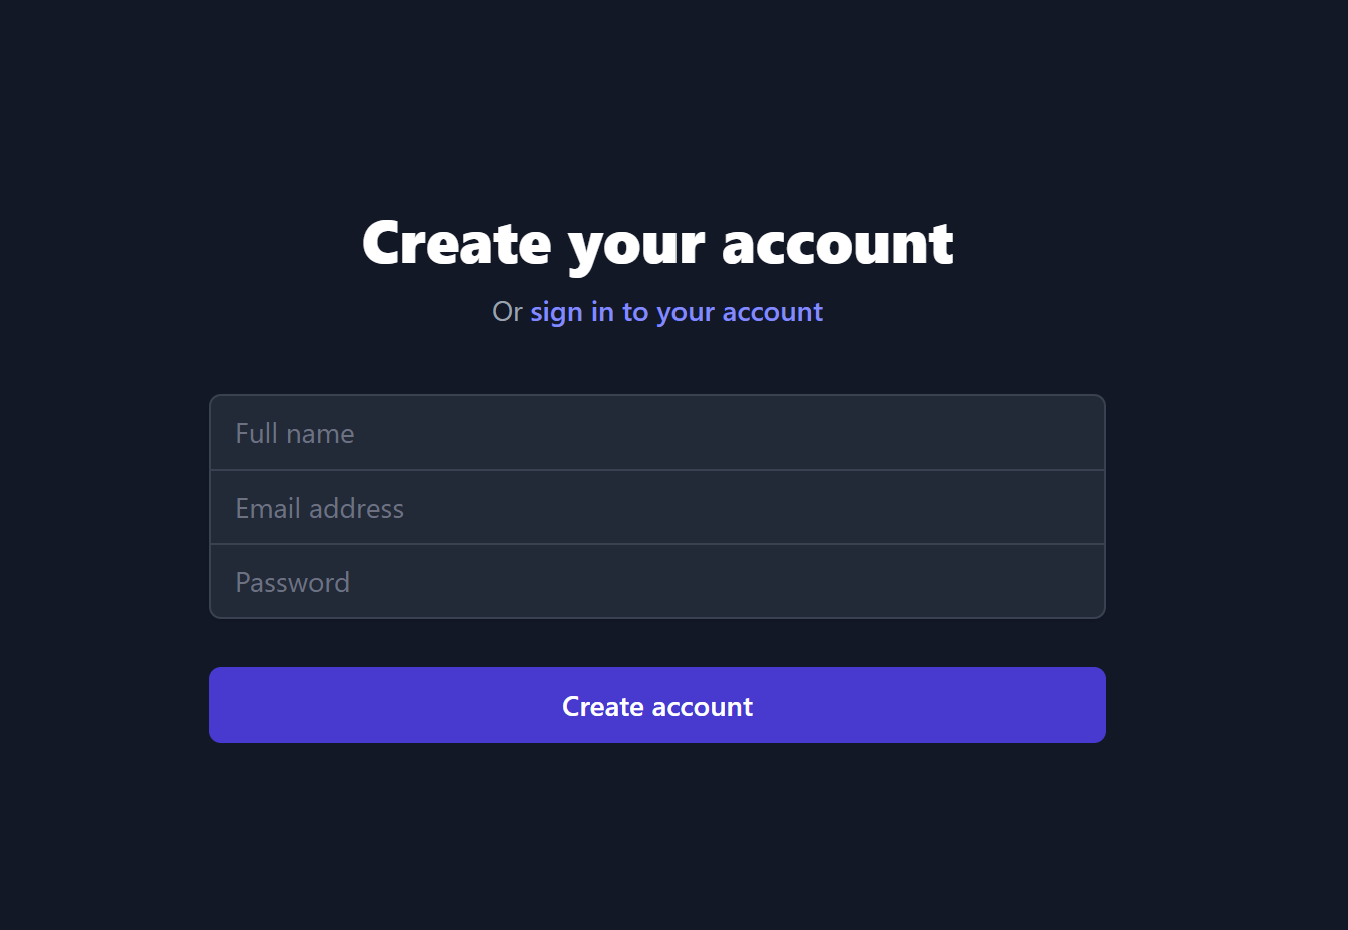 Create your account
Or sign in to your account
Full name
Email address
Password
Create account